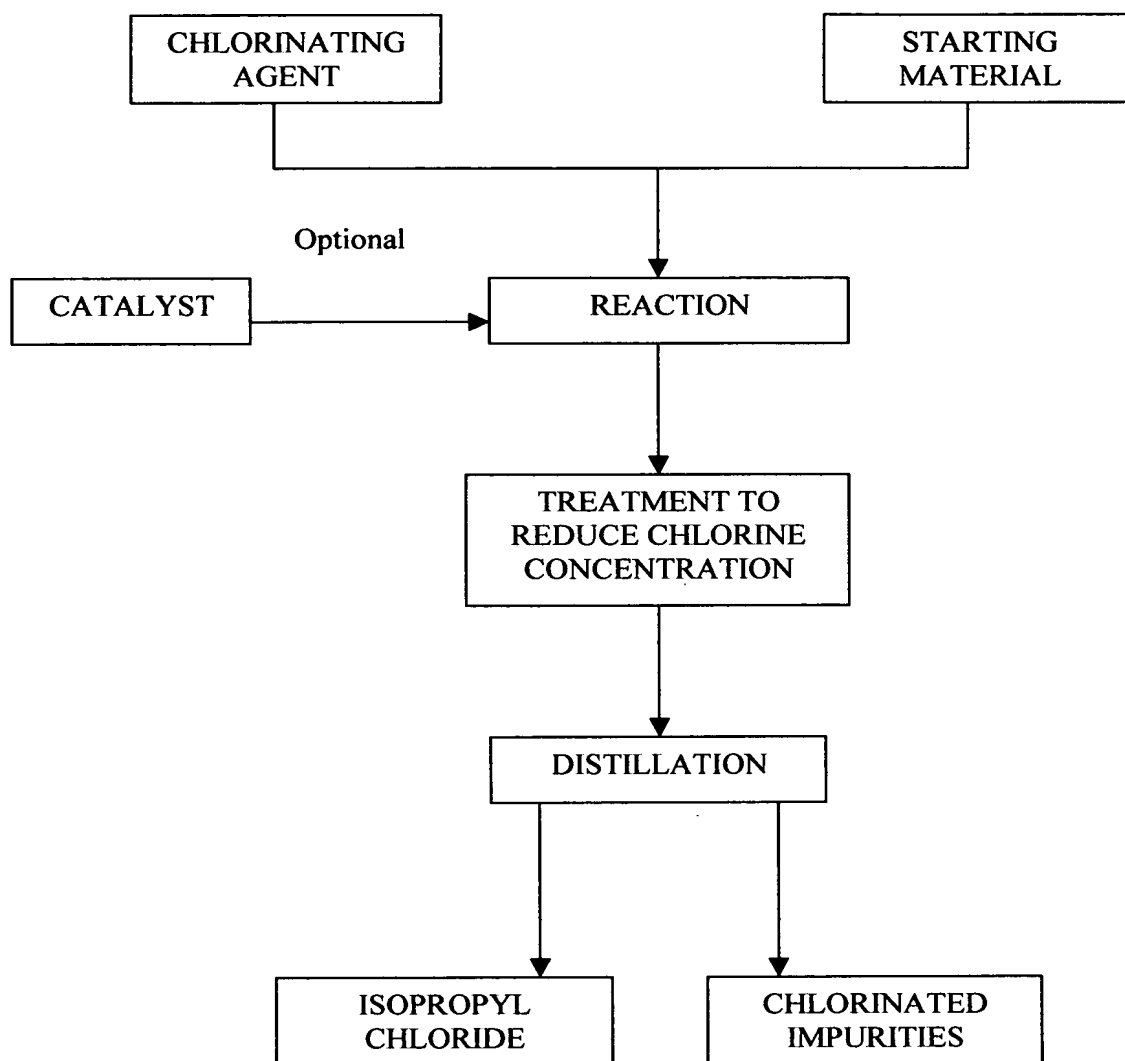 CHLORINATING
AGENT
STARTING
MATERIAL
Optional
CATALYST
REACTION
TREATMENT TO
REDUCE CHLORINE
CONCENTRATION
DISTILLATION
ISOPROPYL
CHLORIDE
CHLORINATED
IMPURITIES